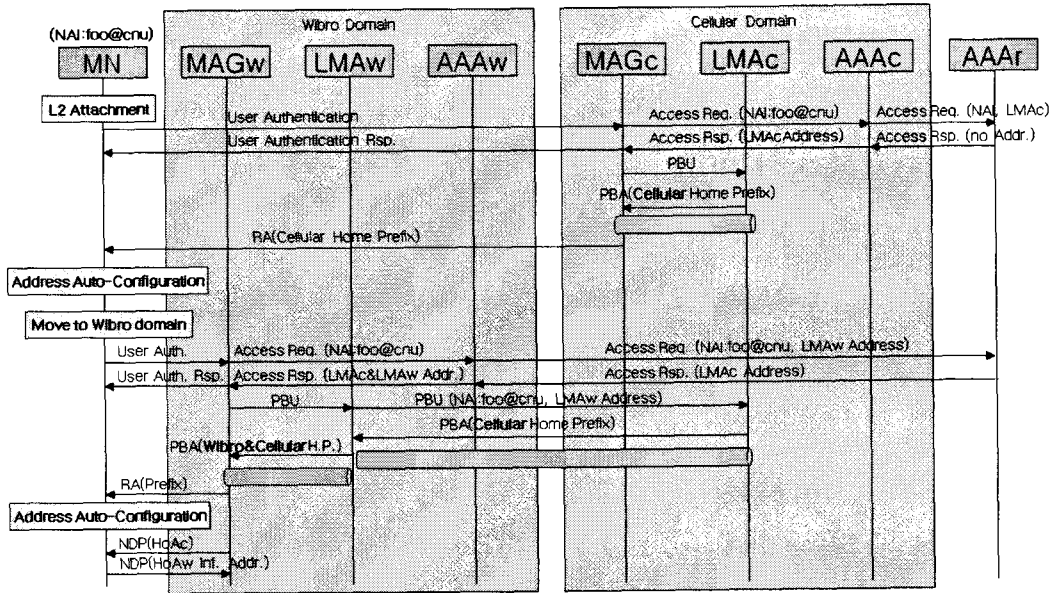 Wibro Domain
Cellular Domain
(NAI:foo@cnu)
MN
MAGw
LMAw
AAAw
MAGc
LMAc
AAAc
AAAr
L2 Attachment
User Authentication
Access Req. (NAI:foo@cnu)
Access Req. (NAI, LMAc)
User Authentication Rsp.
Access Rsp. (LMAcAddress)
Access Rsp. (no Addr.)
PBU
PBA(Cellular Home Prefix)
RA(Cellular Home Prefix)
Address Auto-Configuration
Move to Wibro domain
User Auth.
Access Req. (NAI:foo@cnu)
Access Req. (NAI:foo@cnu, LMAw Address)
User Auth. Rsp.
Access Rsp. (LMAc&LMAw Addr.)
Access Rsp. (LMAc Address)
PBU
PBU (NAI:foo@cnu, LMAw Address)
PBA(Cellular Home Prefix)
PBA(Wibro&Cellular H.P.)
RA(Prefix)
Address Auto-Configuration
NDP(HoAc)
NDP(HoAw Inf. Addr.)